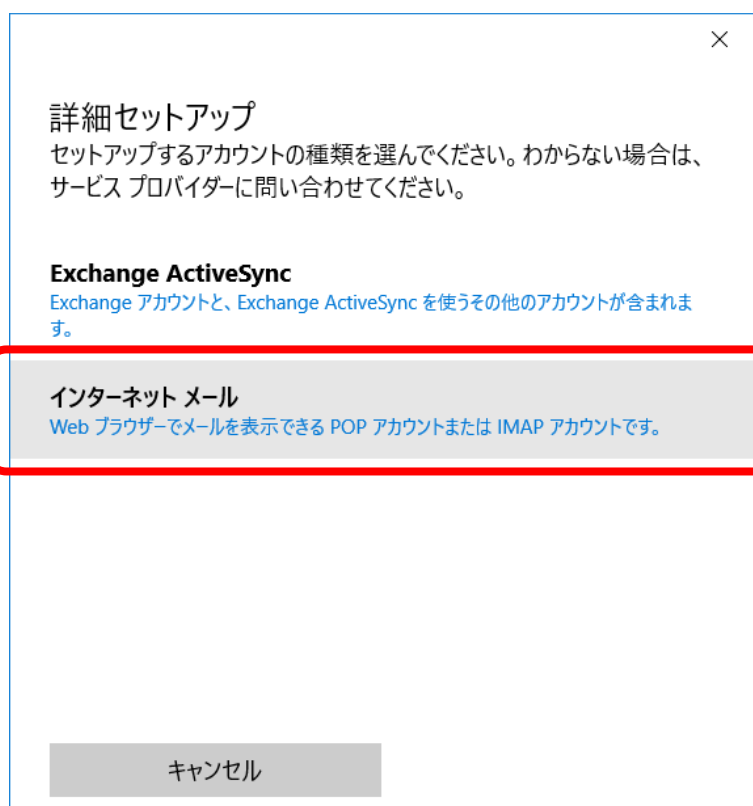 詳細セットアップ
セットアップするアカウントの種類を選んでください。わからない場合は、
サービス プロバイダーに問い合わせてください。
Exchange ActiveSync
Exchange アカウントと、Exchange ActiveSync を使うその他のアカウントが含まれま
す。
インターネット メール
Web ブラウザーでメールを表示できる POP アカウントまたは IMAP アカウントです。
キャンセル